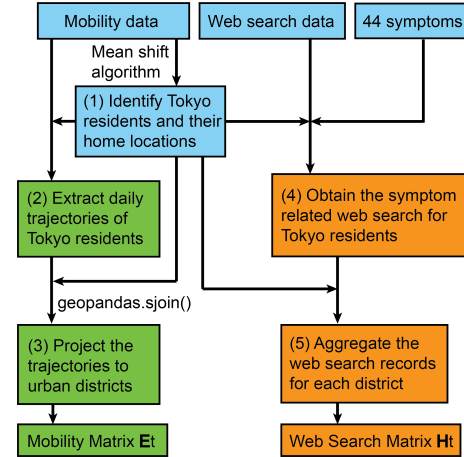 Mobility data
Web search data
44 symptoms
Mean shift
algorithm
(1) Identify Tokyo
residents and their
home locations
(2) Extract daily
trajectories of
Tokyo residents
(4) Obtain the symptom
related web search for
Tokyo residents
geopandas.sjoin()
(3) Project the
trajectories to
urban districts
(5) Aggregate the
web search records
for each district
Mobility Matrix Et
Web Search Matrix Ht